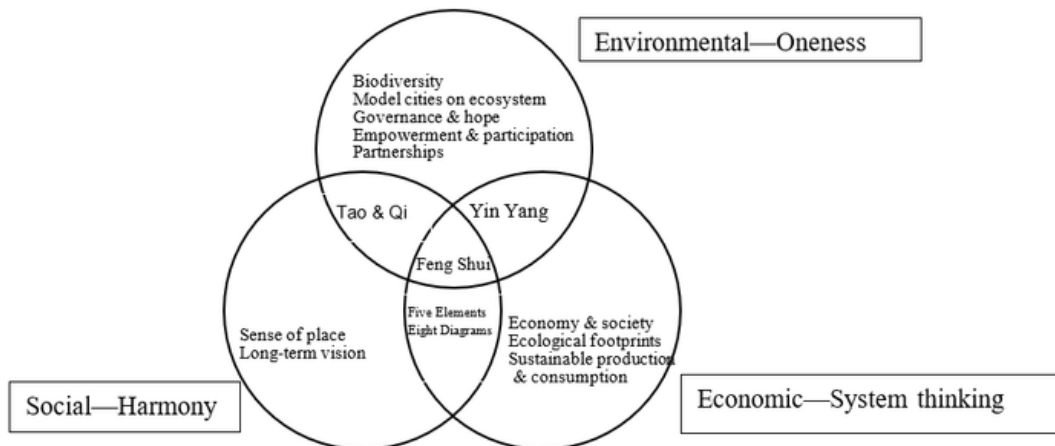 Environmental—Oneness
Biodiversity
Model cities on ecosystem
Governance & hope
Empowerment & participation
Partnerships
Tao & Qi
Yin Yang
Feng Shui
Five Elements
Eight Diagrams
Sense of place
Long-term vision
Economy & society
Ecological footprints
Sustainable production
& consumption
Social—Harmony
Economic—System thinking